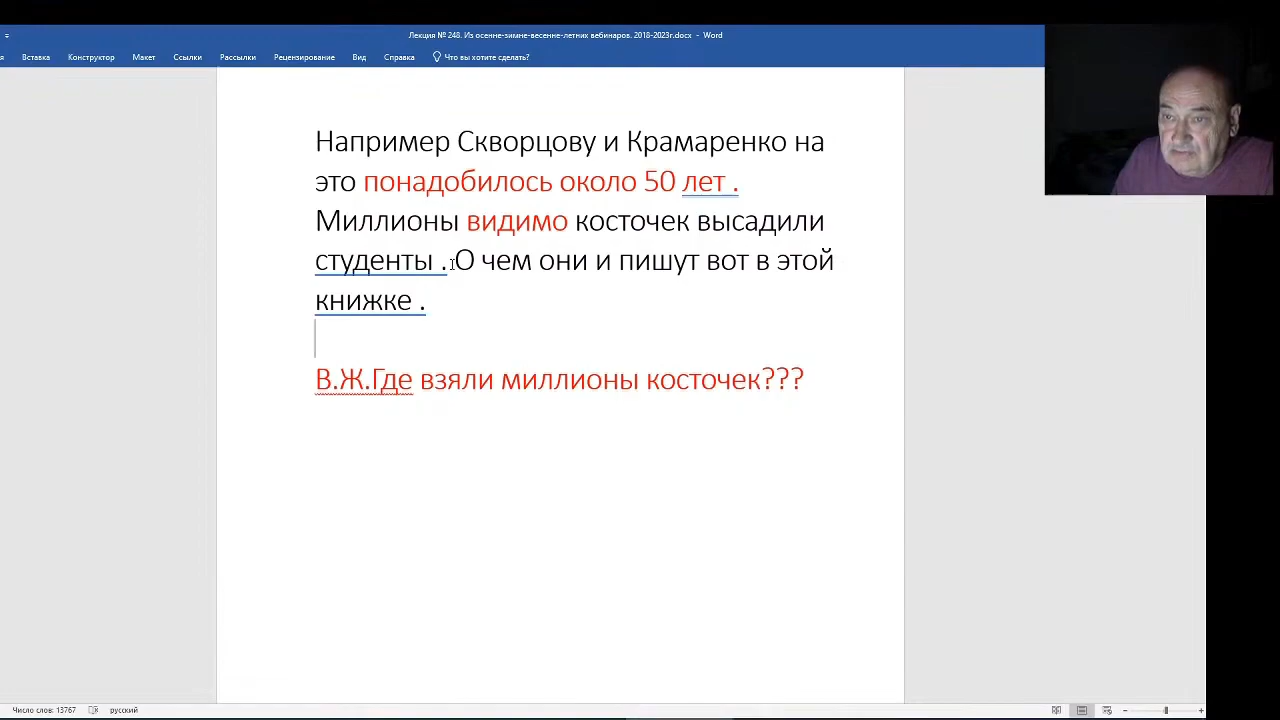 Лекция № 248. Из осенне-зимне-весенне-летних вебинаров. 2018-2023г.docx - Word
Вставка Конструктор Макет Ссылки Рассылки Рецензирование Вид Справка Что вы хотите сделать?
Например Скворцову и Крамаренко на
это понадобилось около 50 лет .
Миллионы видимо косточек высадили
студенты . О чем они и пишут вот в этой
книжке .
В.Ж.Где взяли миллионы косточек???
Число слов: 13767 русский